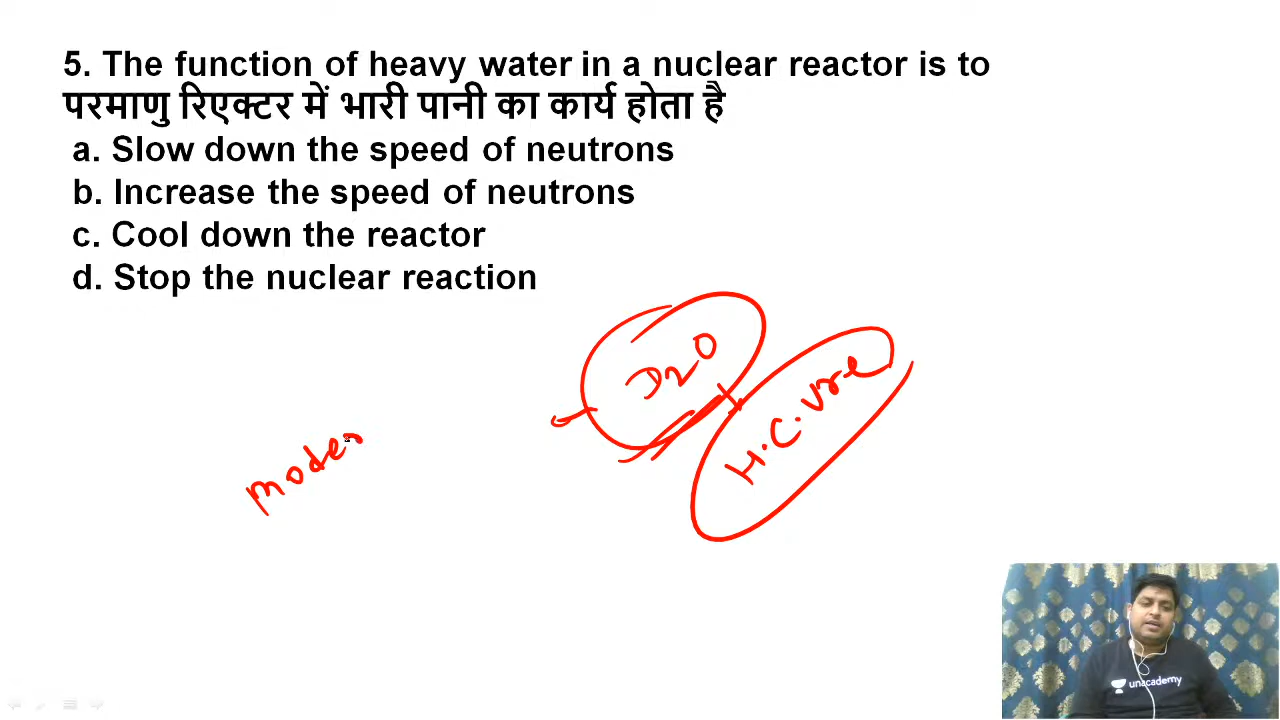 5. The function of heavy water in a nuclear reactor is to
परमाणु रिएक्टर में भारी पानी का कार्य होता है
a. Slow down the speed of neutrons
b. Increase the speed of neutrons
c. Cool down the reactor
d. Stop the nuclear reaction
D2O
H.C.Ure
moder
unacademy